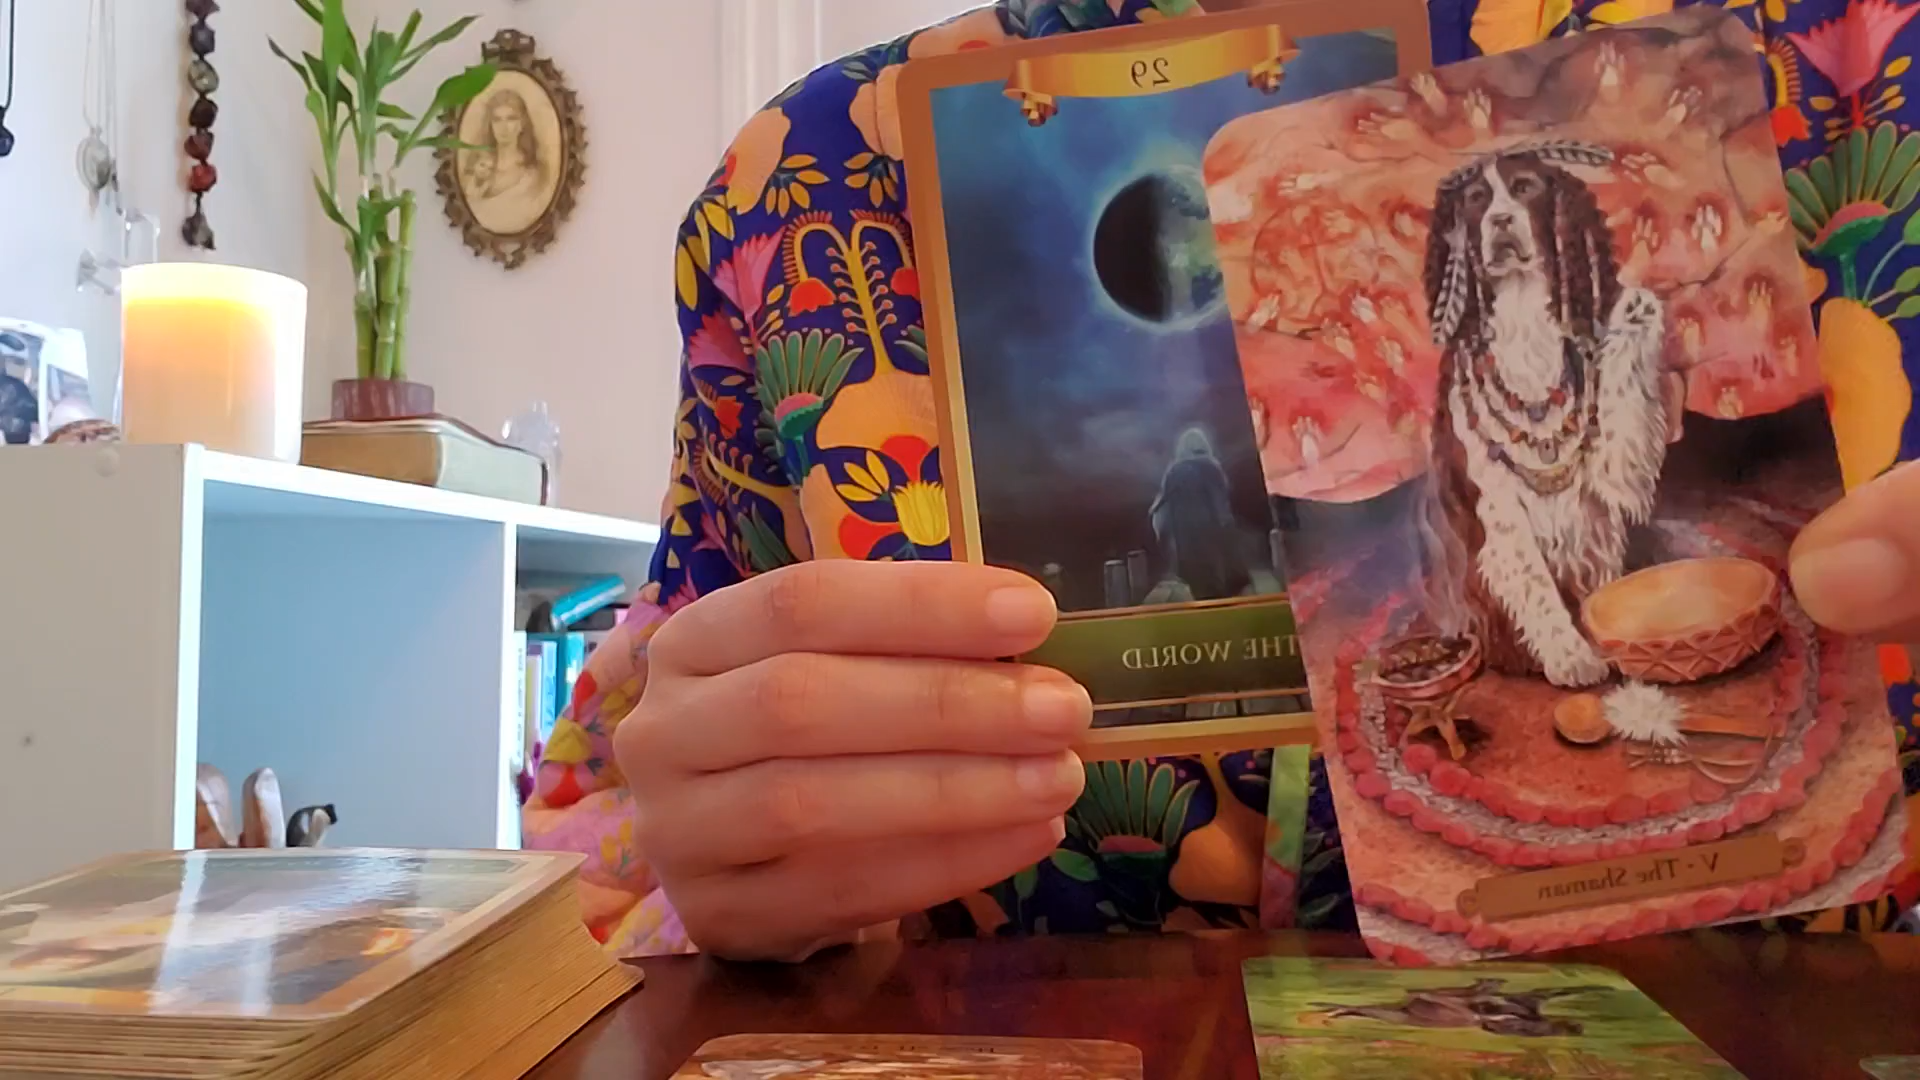 29
THE WORLD
V • The Shaman